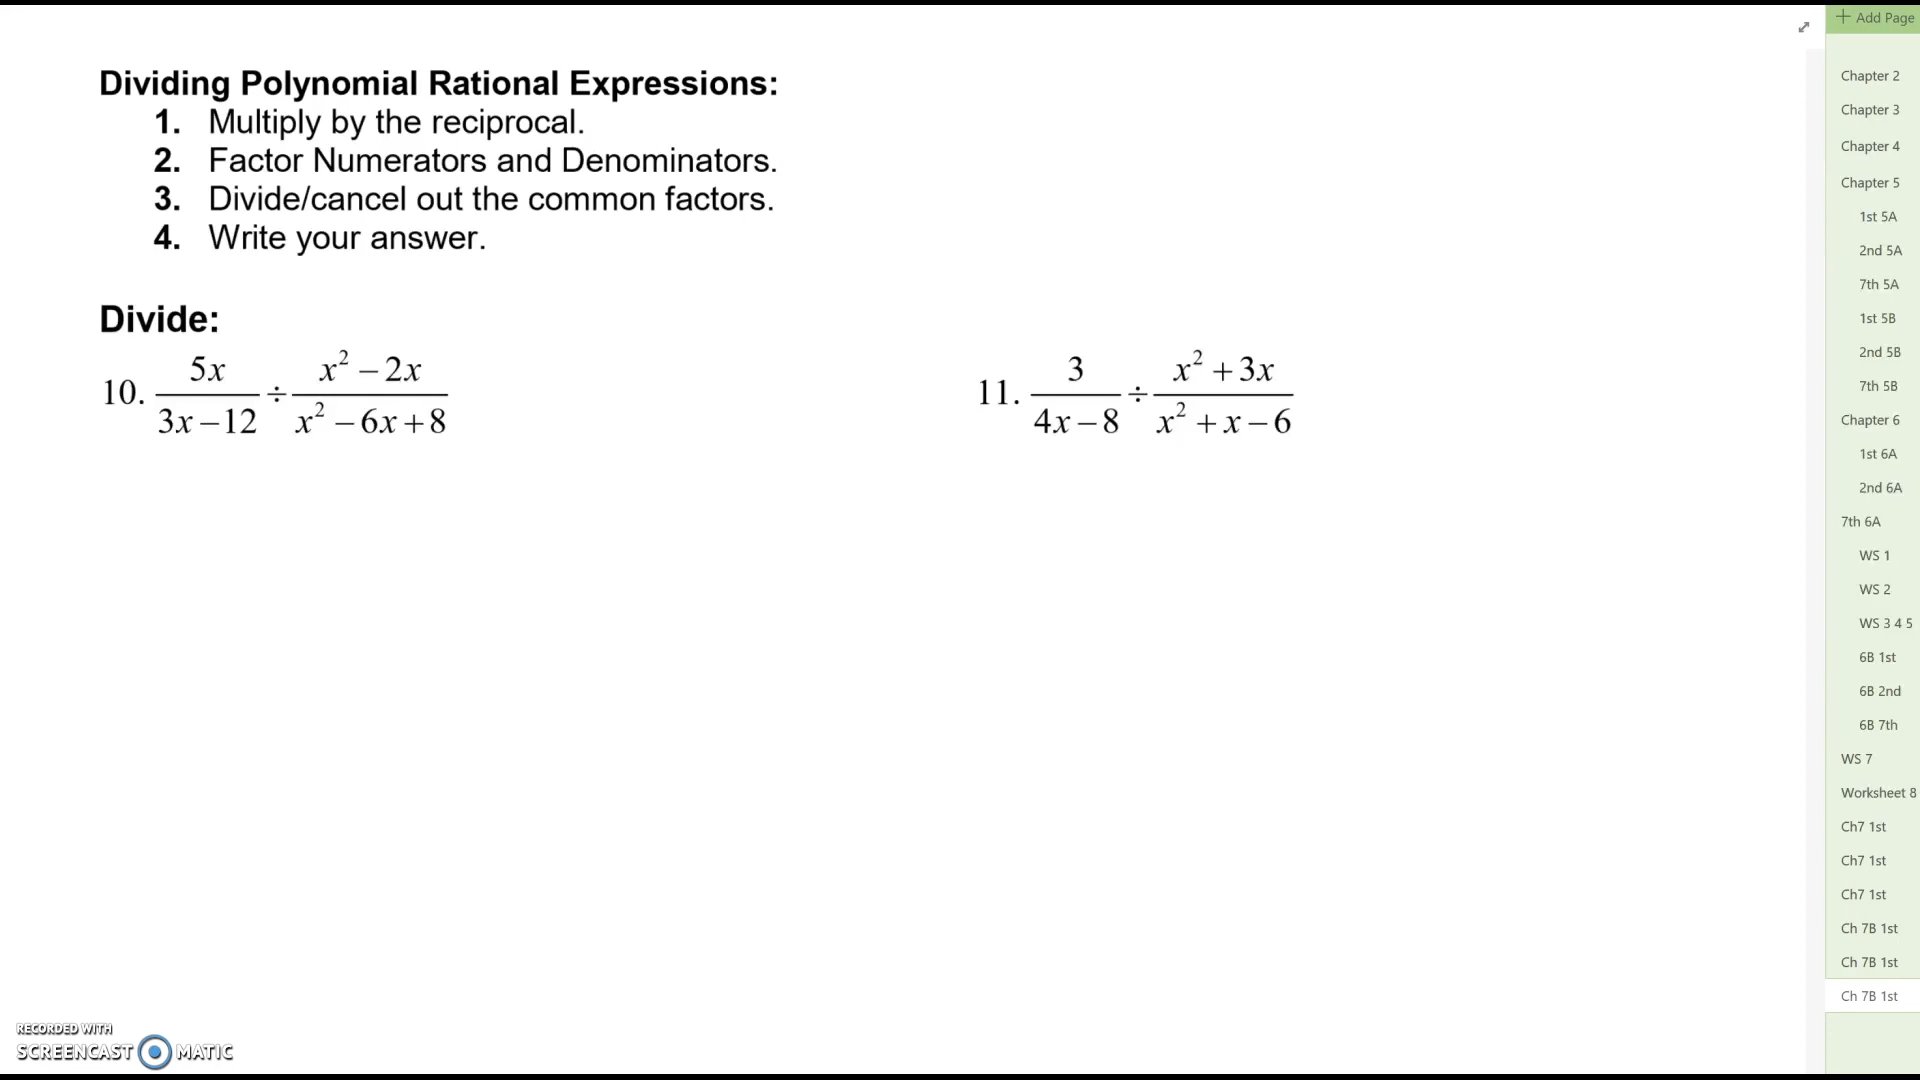 Dividing Polynomial Rational Expressions:
1. Multiply by the reciprocal.
2. Factor Numerators and Denominators.
3. Divide/cancel out the common factors.
4. Write your answer.
Divide:
10. 5x/(3x−12) ÷ (x²−2x)/(x²−6x+8)
11. 3/(4x−8) ÷ (x²+3x)/(x²+x−6)
+ Add Page
Chapter 2
Chapter 3
Chapter 4
Chapter 5
1st 5A
2nd 5A
7th 5A
1st 5B
2nd 5B
7th 5B
Chapter 6
1st 6A
2nd 6A
7th 6A
WS 1
WS 2
WS 3 4 5
6B 1st
6B 2nd
6B 7th
WS 7
Worksheet 8
Ch7 1st
Ch7 1st
Ch7 1st
Ch 7B 1st
Ch 7B 1st
Ch 7B 1st
RECORDED WITH
SCREENCAST MATIC